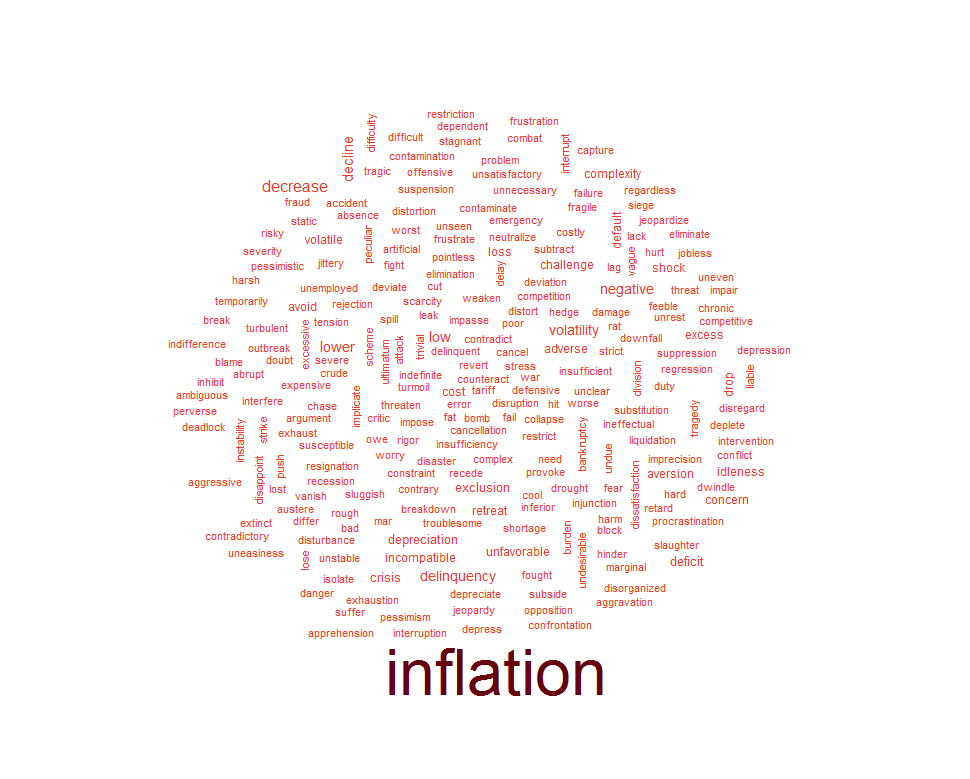 restriction
difficulty
dependent
frustration
decline
difficult
stagnant
combat
interrupt
capture
contamination
problem
tragic
offensive
unsatisfactory
complexity
decrease
suspension
unnecessary
failure
regardless
fraud
accident
absence
distortion
contaminate
fragile
siege
static
unseen
emergency
default
jeopardize
risky
volatile
peculiar
worst
frustrate
neutralize
costly
lack
eliminate
severity
artificial
pointless
loss
subtract
vague
hurt
jobless
pessimistic
jittery
fight
elimination
delay
challenge
lag
shock
harsh
unemployed
deviate
cut
deviation
negative
threat
uneven
impair
temporarily
avoid
rejection
scarcity
weaken
competition
feeble
chronic
break
turbulent
tension
spill
leak
impasse
distort
hedge
damage
unrest
competitive
poor
volatility
rat
indifference
outbreak
excessive
lower
scheme
ultimatum
attack
trivial
low
contradict
downfall
excess
delinquent
cancel
adverse
strict
suppression
depression
blame
doubt
severe
revert
stress
insufficient
division
regression
liable
abrupt
crude
indefinite
counteract
war
drop
inhibit
expensive
turmoil
cost
tariff
defensive
unclear
duty
ambiguous
interfere
chase
implicate
threaten
error
disruption
hit
worse
substitution
tragedy
disregard
perverse
argument
critic
impose
fat
bomb
fail
collapse
ineffectual
deplete
deadlock
instability
strike
exhaust
cancellation
restrict
bankruptcy
liquidation
intervention
susceptible
owe
rigor
insufficiency
undue
conflict
worry
disaster
complex
need
imprecision
disappoint
push
resignation
constraint
recede
provoke
dissatisfaction
aversion
idleness
aggressive
recession
lost
vanish
sluggish
contrary
exclusion
cool
drought
fear
hard
dwindle
concern
austere
rough
breakdown
retreat
inferior
injunction
retard
extinct
differ
bad
mar
troublesome
shortage
burden
harm
block
procrastination
contradictory
disturbance
depreciation
uneasiness
lose
unstable
incompatible
unfavorable
undesirable
hinder
slaughter
marginal
deficit
isolate
crisis
delinquency
fought
danger
exhaustion
depreciate
subside
disorganized
suffer
pessimism
jeopardy
opposition
aggravation
apprehension
interruption
depress
confrontation
inflation